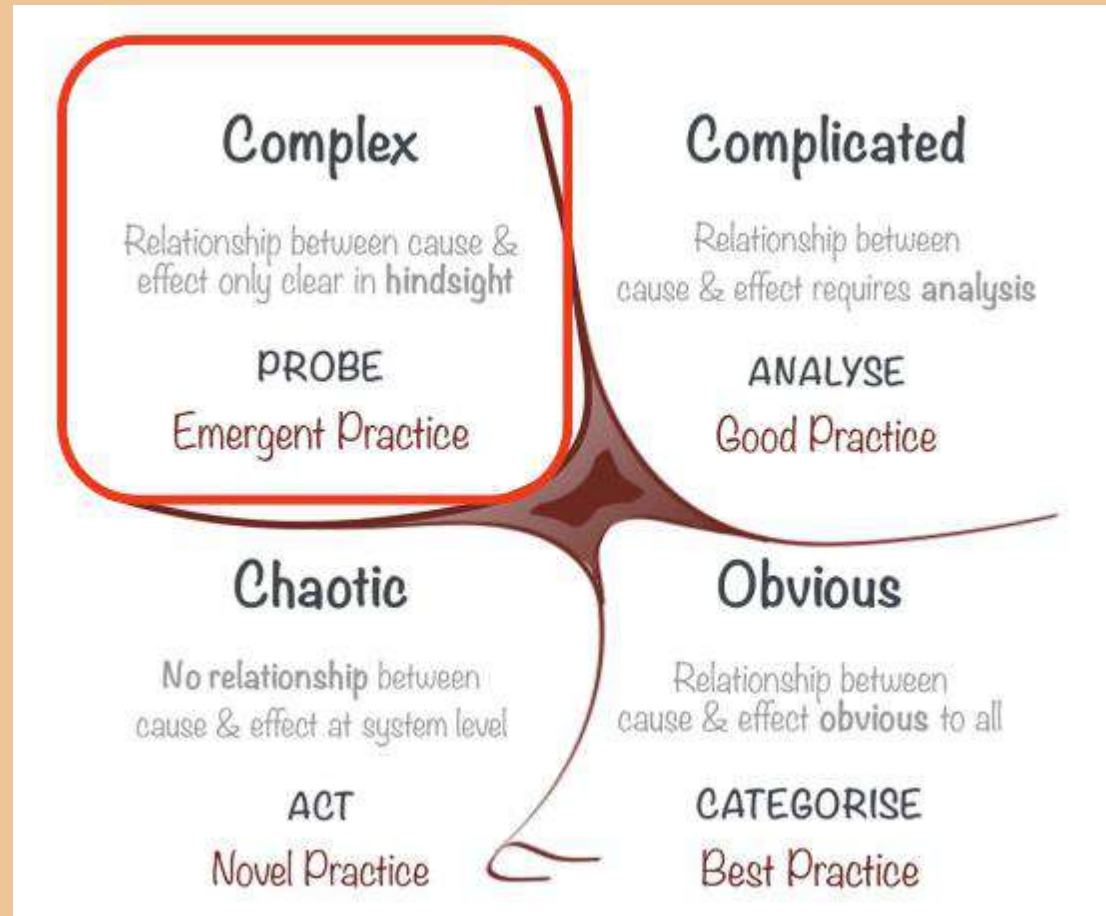 Complex
Relationship between cause &
effect only clear in hindsight
PROBE
Emergent Practice
Complicated
Relationship between
cause & effect requires analysis
ANALYSE
Good Practice
Chaotic
No relationship between
cause & effect at system level
ACT
Novel Practice
Obvious
Relationship between
cause & effect obvious to all
CATEGORISE
Best Practice